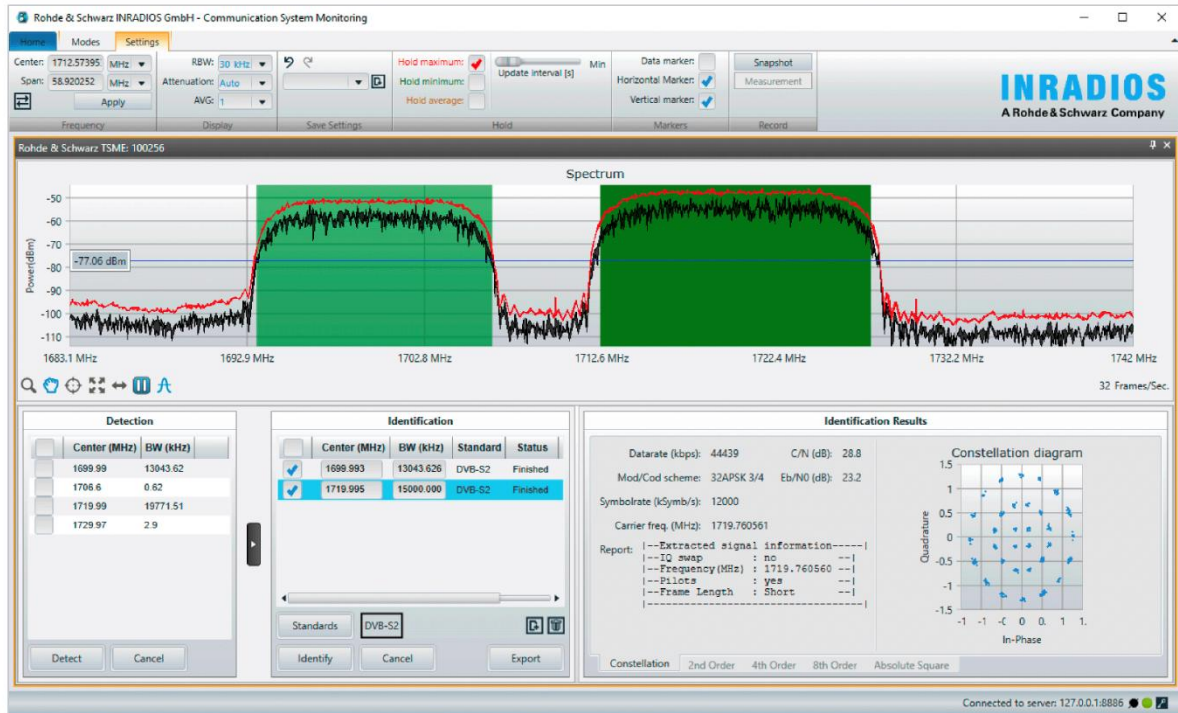 Rohde & Schwarz INRADIOS GmbH - Communication System Monitoring
Home Modes Settings
Center: 1712.57395 MHz RBW: 30 kHz Hold maximum: Update interval [s] Min Data marker: Snapshot
Span: 58.920252 MHz Attenuation: Auto Hold minimum: Horizontal Marker: Measurement
Apply AVG: 1 Hold average: Vertical marker:
Frequency Display Save Settings Hold Markers Record
INRADIOS
A Rohde & Schwarz Company
Rohde & Schwarz TSME: 100256
Spectrum
Power(dBm)
-50
-60
-70
-77.06 dBm
-80
-90
-100
-110
1683.1 MHz 1692.9 MHz 1702.8 MHz 1712.6 MHz 1722.4 MHz 1732.2 MHz 1742 MHz
32 Frames/Sec.
Detection
Center (MHz) BW (kHz)
1699.99 13043.62
1706.6 0.62
1719.99 19771.51
1729.97 2.9
Detect Cancel
Identification
Center (MHz) BW (kHz) Standard Status
1699.993 13043.626 DVB-S2 Finished
1719.995 15000.000 DVB-S2 Finished
Standards DVB-S2
Identify Cancel Export
Identification Results
Datarate (kbps): 44439 C/N (dB): 28.8
Mod/Cod scheme: 32APSK 3/4 Eb/N0 (dB): 23.2
Symbolrate (kSymb/s): 12000
Carrier freq. (MHz): 1719.760561
Report: |--Extracted signal information-----|
|--IQ swap : no --|
|--Frequency(MHz) : 1719.760560 --|
|--Pilots : yes --|
|--Frame Length : Short --|
|-----------------------------------|
Constellation diagram
Quadrature
1.5
1
0.5
0
-0.5
-1
-1.5
-1 -1 -0 0 0. 1 1.
In-Phase
Constellation 2nd Order 4th Order 8th Order Absolute Square
Connected to server: 127.0.0.1:8886